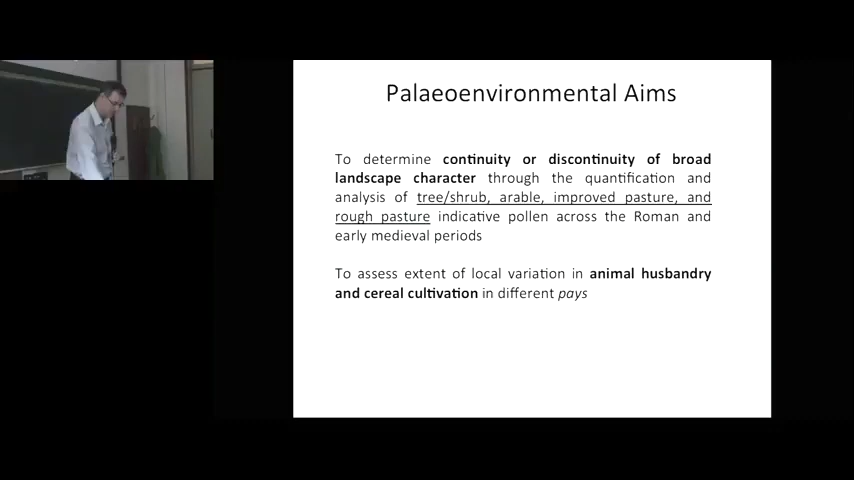 Palaeoenvironmental Aims
To determine continuity or discontinuity of broad
landscape character through the quantification and
analysis of tree/shrub, arable, improved pasture, and
rough pasture indicative pollen across the Roman and
early medieval periods
To assess extent of local variation in animal husbandry
and cereal cultivation in different pays